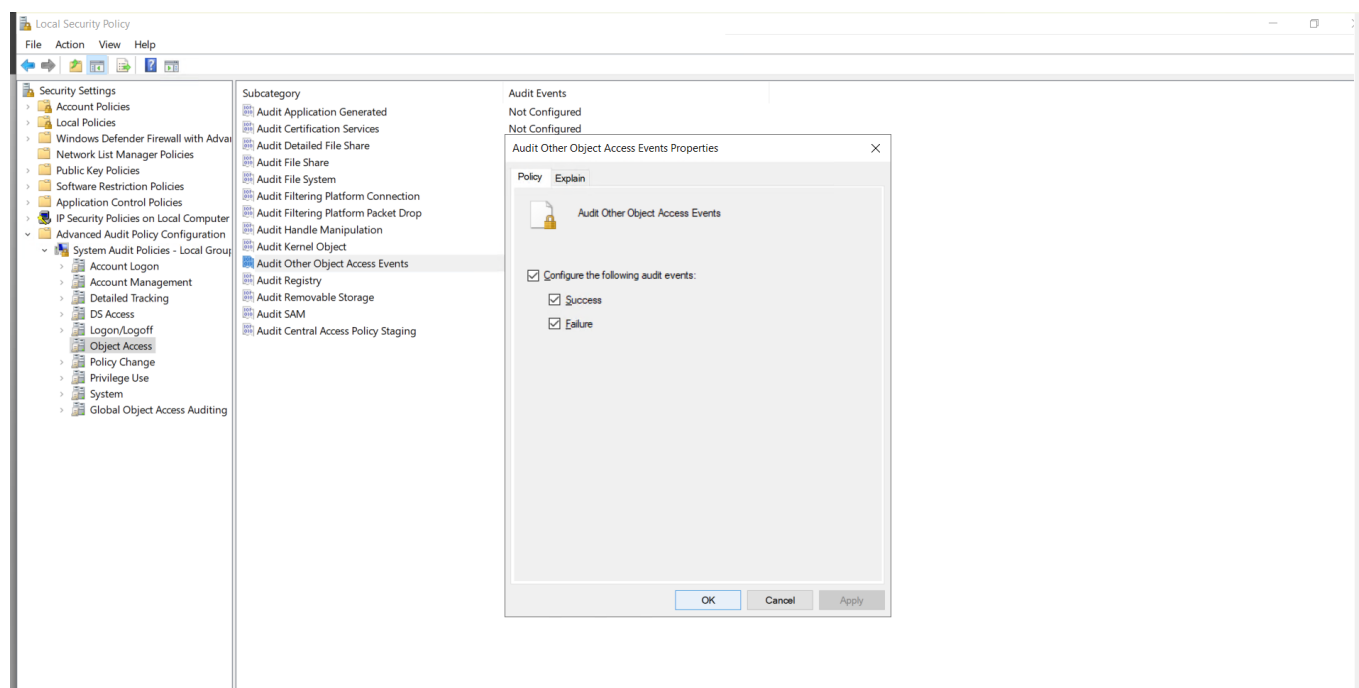 Local Security Policy
File Action View Help
Security Settings
Account Policies
Local Policies
Windows Defender Firewall with Advar
Network List Manager Policies
Public Key Policies
Software Restriction Policies
Application Control Policies
IP Security Policies on Local Computer
Advanced Audit Policy Configuration
System Audit Policies - Local Group
Account Logon
Account Management
Detailed Tracking
DS Access
Logon/Logoff
Object Access
Policy Change
Privilege Use
System
Global Object Access Auditing
Subcategory Audit Events
Audit Application Generated Not Configured
Audit Certification Services Not Configured
Audit Detailed File Share
Audit File Share
Audit File System
Audit Filtering Platform Connection
Audit Filtering Platform Packet Drop
Audit Handle Manipulation
Audit Kernel Object
Audit Other Object Access Events
Audit Registry
Audit Removable Storage
Audit SAM
Audit Central Access Policy Staging
Audit Other Object Access Events Properties
Policy Explain
Audit Other Object Access Events
Configure the following audit events:
Success
Failure
OK Cancel Apply